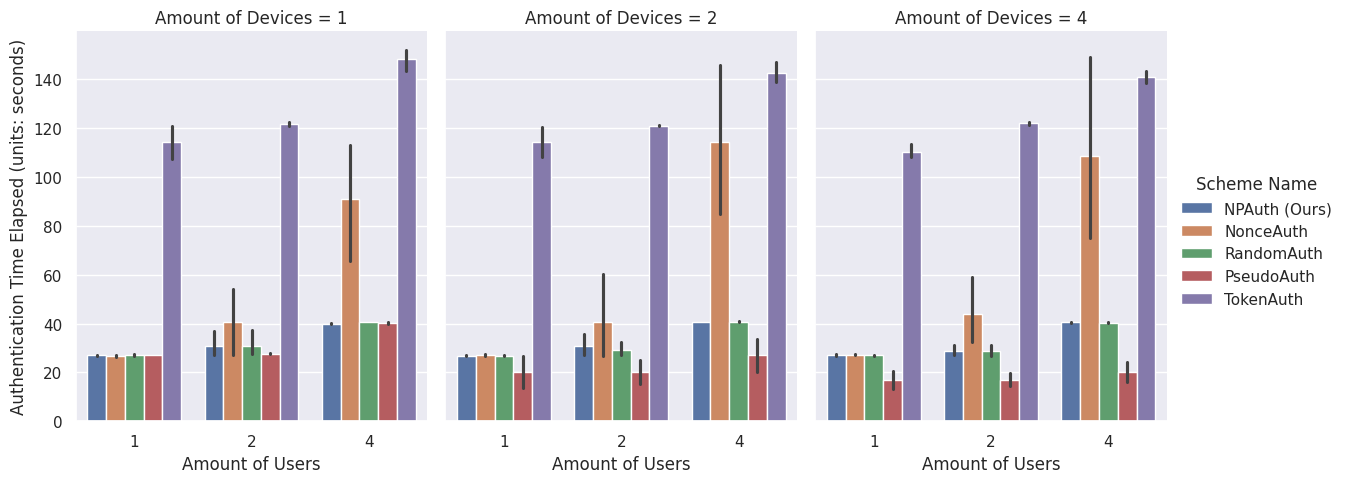 Amount of Devices = 1
Amount of Devices = 2
Amount of Devices = 4
Authentication Time Elapsed (units: seconds)
140
120
100
80
60
40
20
0
1
2
4
1
2
4
1
2
4
Amount of Users
Amount of Users
Amount of Users
Scheme Name
NPAuth (Ours)
NonceAuth
RandomAuth
PseudoAuth
TokenAuth